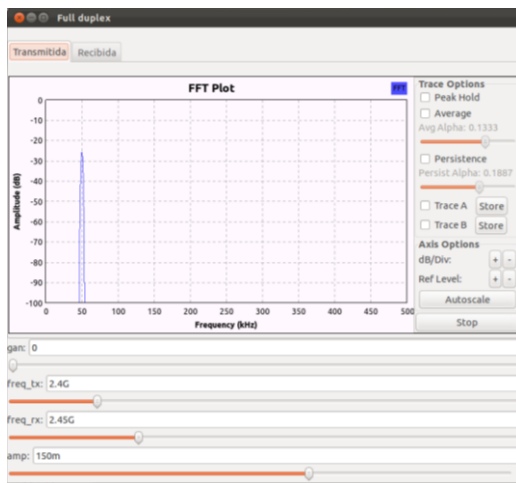 Full duplex
Transmitida
Recibida
FFT Plot
FFT
Amplitude (dB)
0
-10
-20
-30
-40
-50
-60
-70
-80
-90
-100
0 50 100 150 200 250 300 350 400 450 500
Frequency (kHz)
Trace Options
Peak Hold
Average
Avg Alpha: 0.1333
Persistence
Persist Alpha: 0.1887
Trace A Store
Trace B Store
Axis Options
dB/Div: + -
Ref Level: + -
Autoscale
Stop
gan: 0
freq_tx: 2.4G
freq_rx: 2.45G
amp: 150m